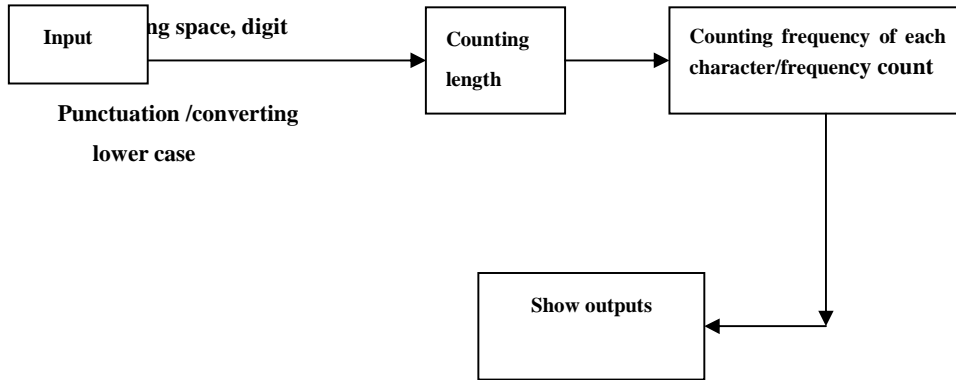 Input
ng space, digit
Punctuation /converting
lower case
Counting
length
Counting frequency of each
character/frequency count
Show outputs